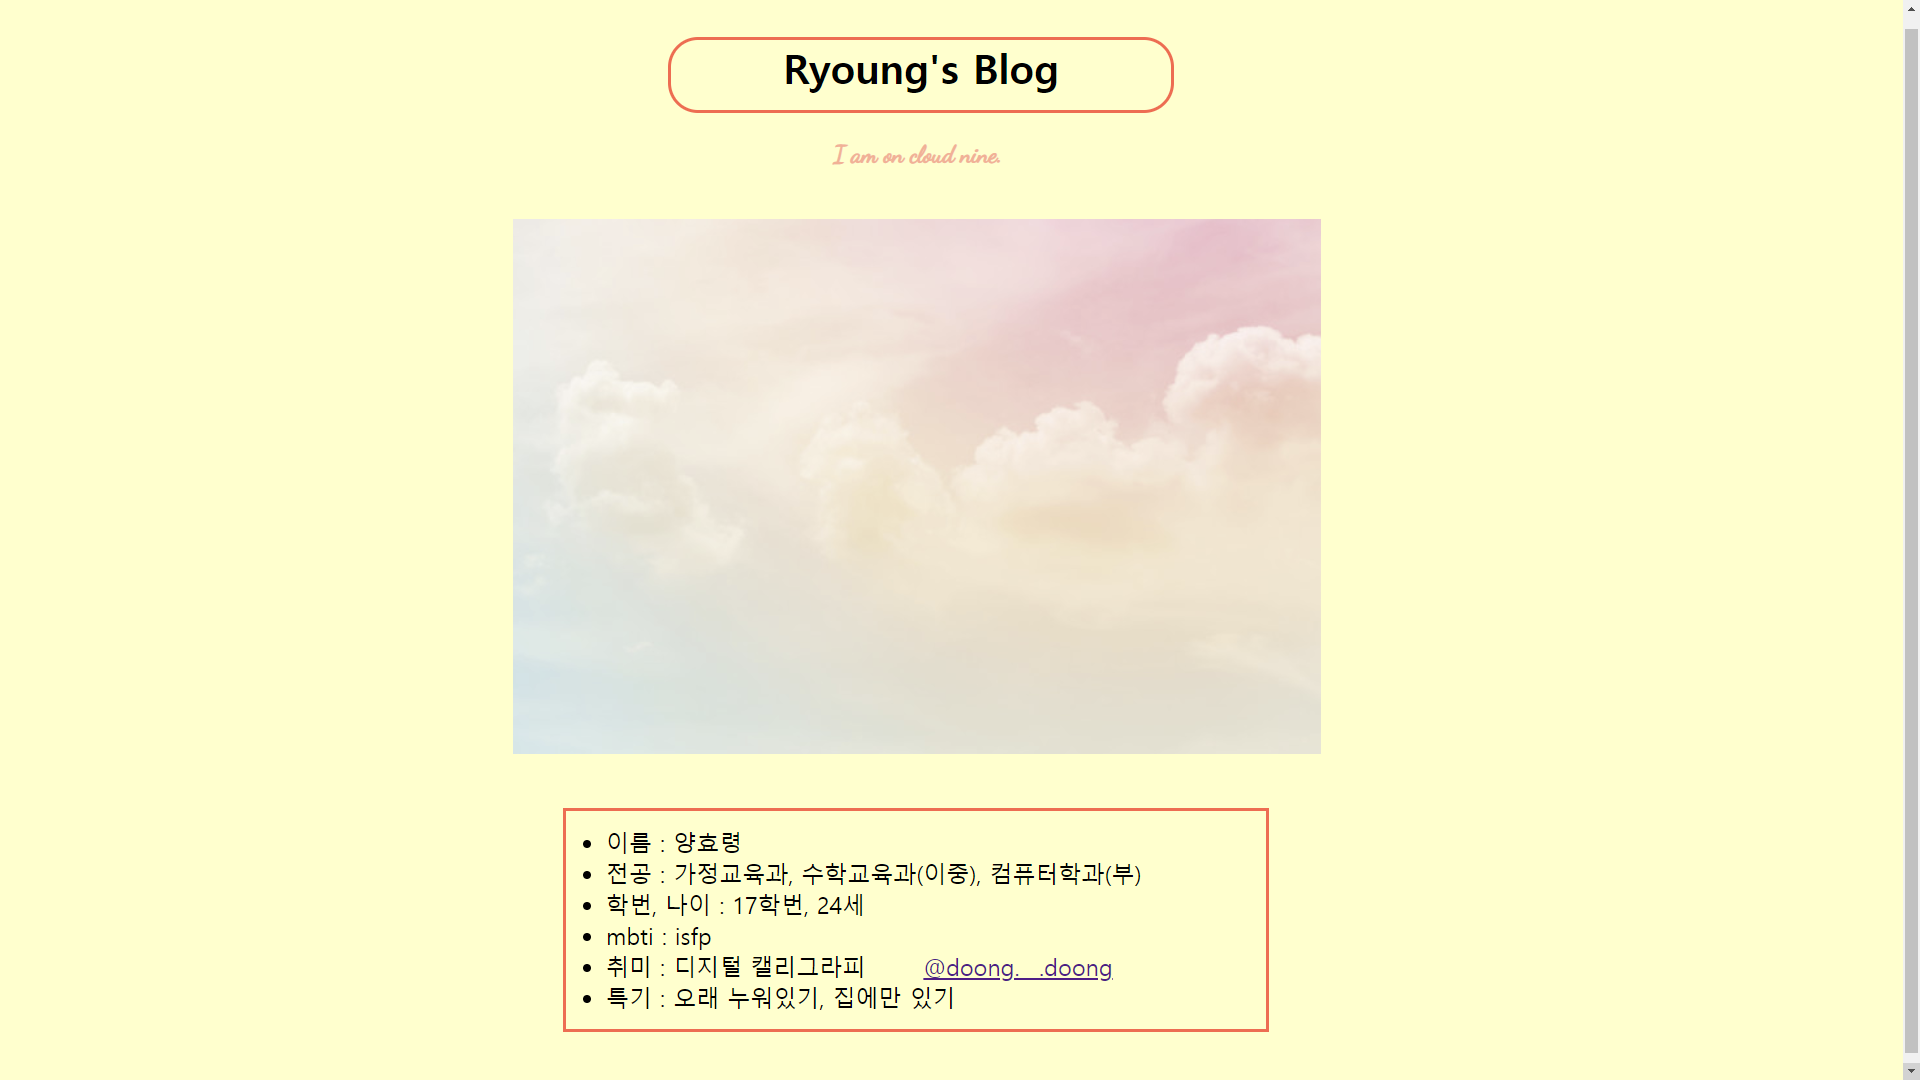 Ryoung's Blog
I am on cloud nine.
이름 : 양효령
전공 : 가정교육과, 수학교육과(이중), 컴퓨터학과(부)
학번, 나이 : 17학번, 24세
mbti : isfp
취미 : 디지털 캘리그라피 @doong.__.doong
특기 : 오래 누워있기, 집에만 있기